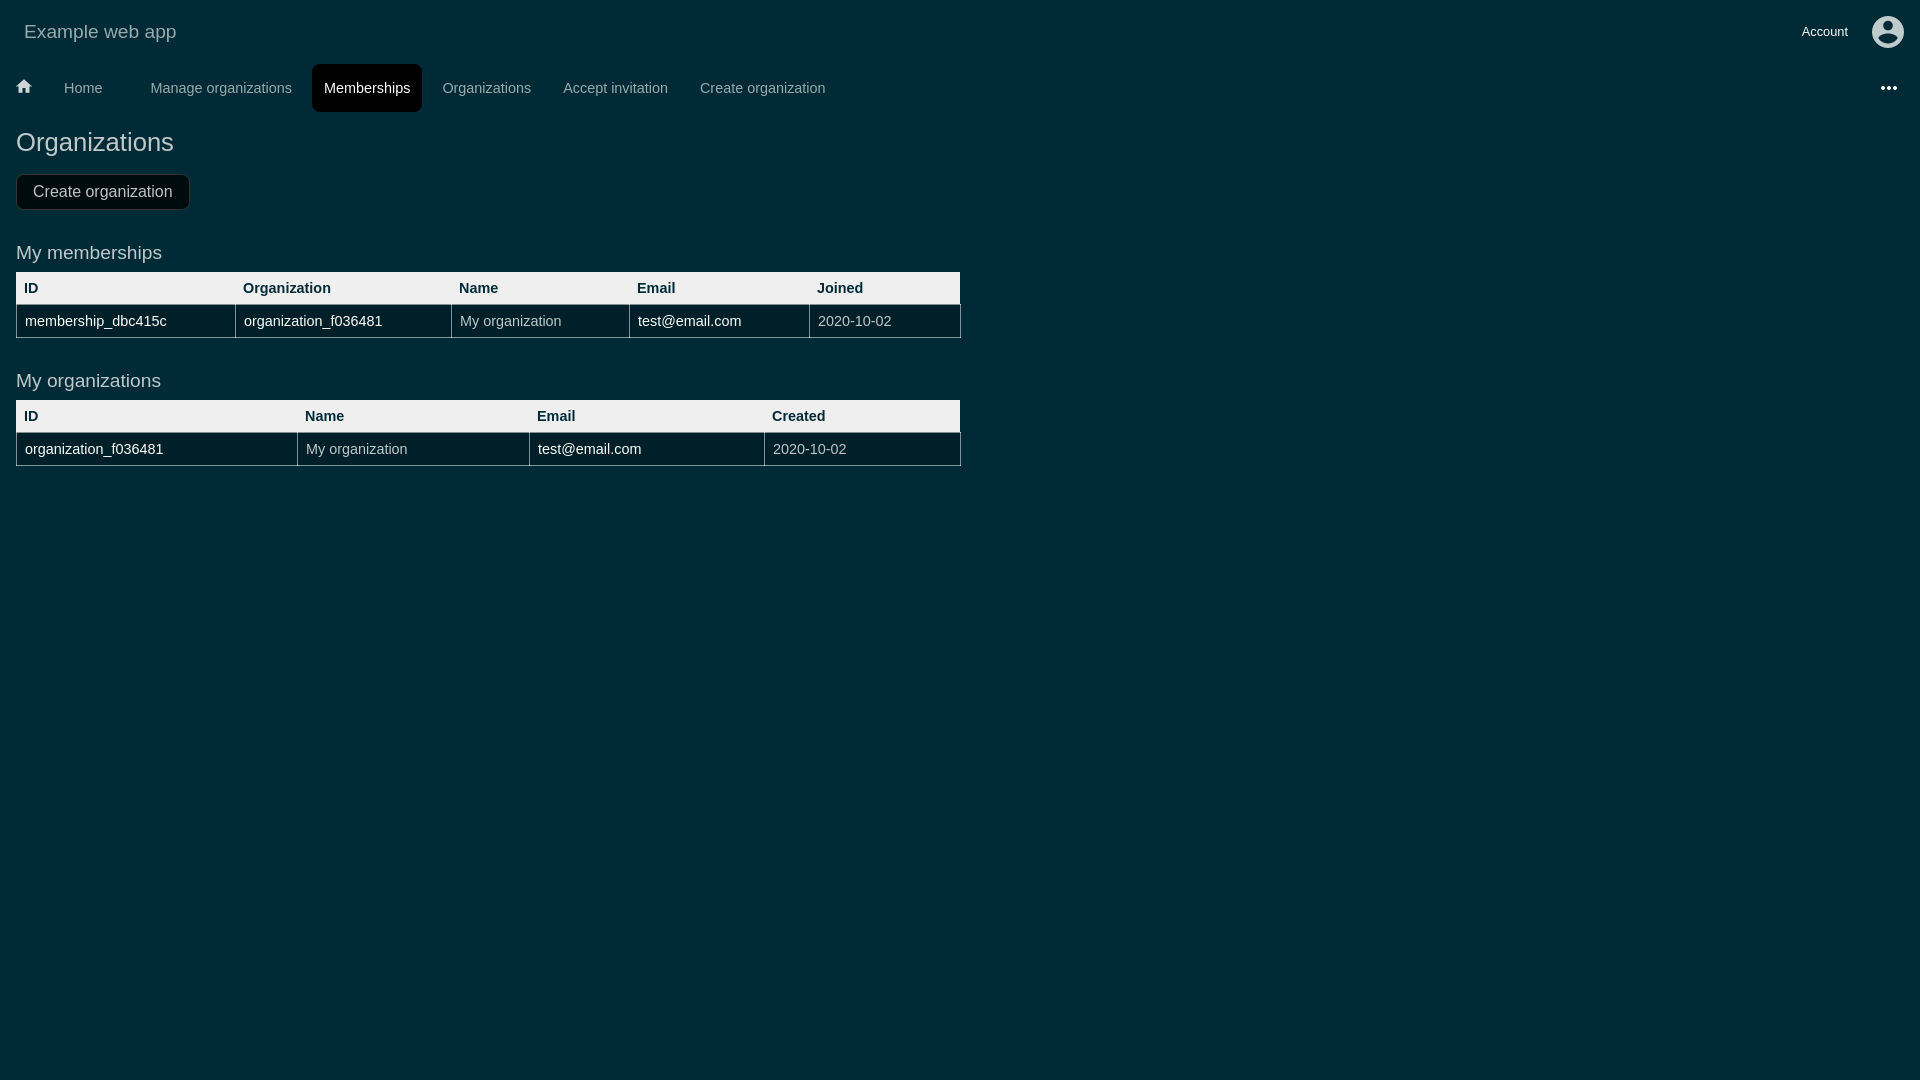 Example web app
Account
Home Manage organizations Memberships Organizations Accept invitation Create organization
Organizations
Create organization
My memberships
ID Organization Name Email Joined
membership_dbc415c organization_f036481 My organization test@email.com 2020-10-02
My organizations
ID Name Email Created
organization_f036481 My organization test@email.com 2020-10-02